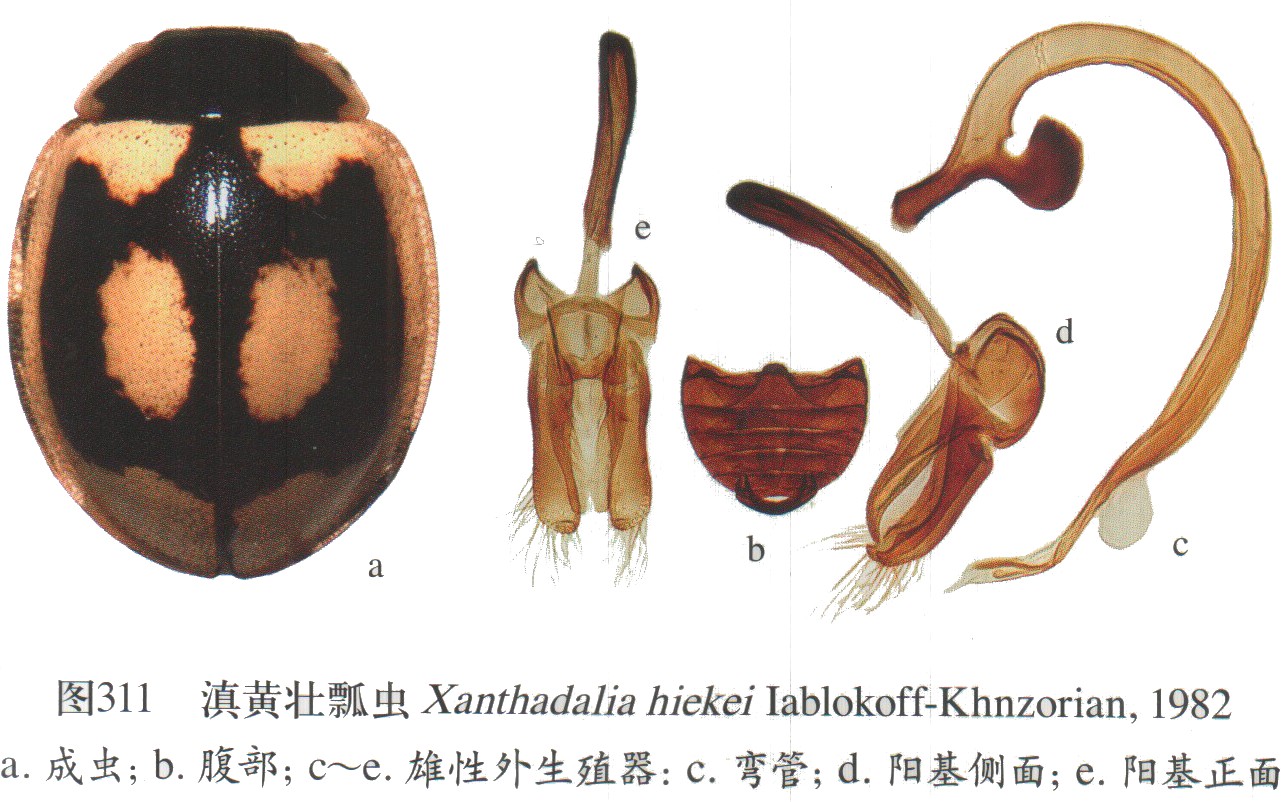 e
d
b
c
a
图311 滇黄壮瓢虫 Xanthadalia hiekei Iablokoff-Khnzorian, 1982
a. 成虫; b. 腹部; c～e. 雄性外生殖器: c. 弯管; d. 阳基侧面; e. 阳基正面